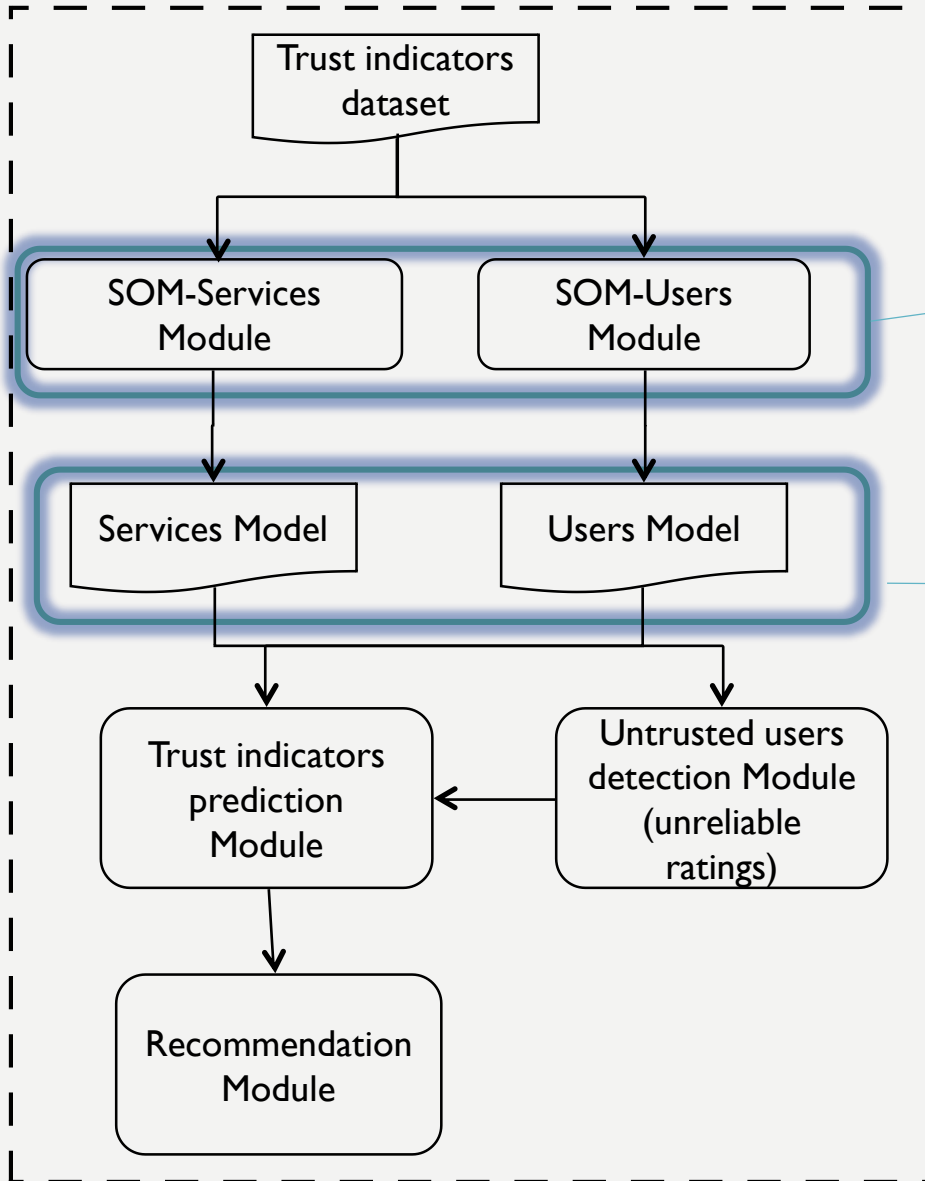 Trust indicators
dataset
SOM-Services
Module
SOM-Users
Module
Services Model
Users Model
Trust indicators
prediction
Module
Untrusted users
detection Module
(unreliable
ratings)
Recommendation
Module